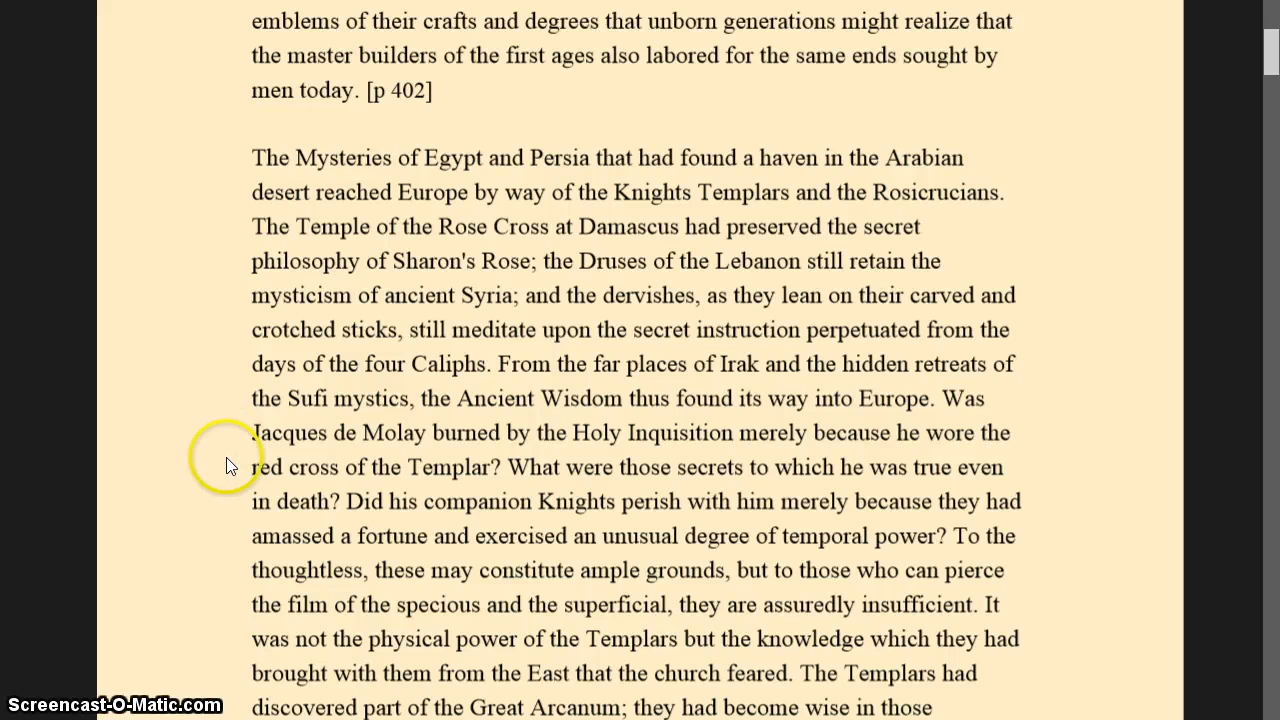 emblems of their crafts and degrees that unborn generations might realize that
the master builders of the first ages also labored for the same ends sought by
men today. [p 402]
The Mysteries of Egypt and Persia that had found a haven in the Arabian
desert reached Europe by way of the Knights Templars and the Rosicrucians.
The Temple of the Rose Cross at Damascus had preserved the secret
philosophy of Sharon's Rose; the Druses of the Lebanon still retain the
mysticism of ancient Syria; and the dervishes, as they lean on their carved and
crotched sticks, still meditate upon the secret instruction perpetuated from the
days of the four Caliphs. From the far places of Irak and the hidden retreats of
the Sufi mystics, the Ancient Wisdom thus found its way into Europe. Was
Jacques de Molay burned by the Holy Inquisition merely because he wore the
red cross of the Templar? What were those secrets to which he was true even
in death? Did his companion Knights perish with him merely because they had
amassed a fortune and exercised an unusual degree of temporal power? To the
thoughtless, these may constitute ample grounds, but to those who can pierce
the film of the specious and the superficial, they are assuredly insufficient. It
was not the physical power of the Templars but the knowledge which they had
brought with them from the East that the church feared. The Templars had
discovered part of the Great Arcanum; they had become wise in those
Screencast-O-Matic.com